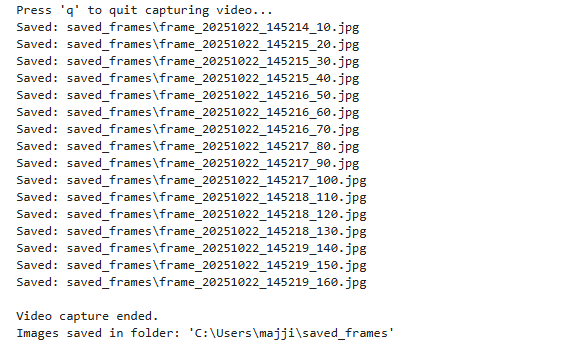 Press 'q' to quit capturing video...
Saved: saved_frames\frame_20251022_145214_10.jpg
Saved: saved_frames\frame_20251022_145215_20.jpg
Saved: saved_frames\frame_20251022_145215_30.jpg
Saved: saved_frames\frame_20251022_145215_40.jpg
Saved: saved_frames\frame_20251022_145216_50.jpg
Saved: saved_frames\frame_20251022_145216_60.jpg
Saved: saved_frames\frame_20251022_145216_70.jpg
Saved: saved_frames\frame_20251022_145217_80.jpg
Saved: saved_frames\frame_20251022_145217_90.jpg
Saved: saved_frames\frame_20251022_145217_100.jpg
Saved: saved_frames\frame_20251022_145218_110.jpg
Saved: saved_frames\frame_20251022_145218_120.jpg
Saved: saved_frames\frame_20251022_145218_130.jpg
Saved: saved_frames\frame_20251022_145219_140.jpg
Saved: saved_frames\frame_20251022_145219_150.jpg
Saved: saved_frames\frame_20251022_145219_160.jpg
Video capture ended.
Images saved in folder: 'C:\Users\majji\saved_frames'